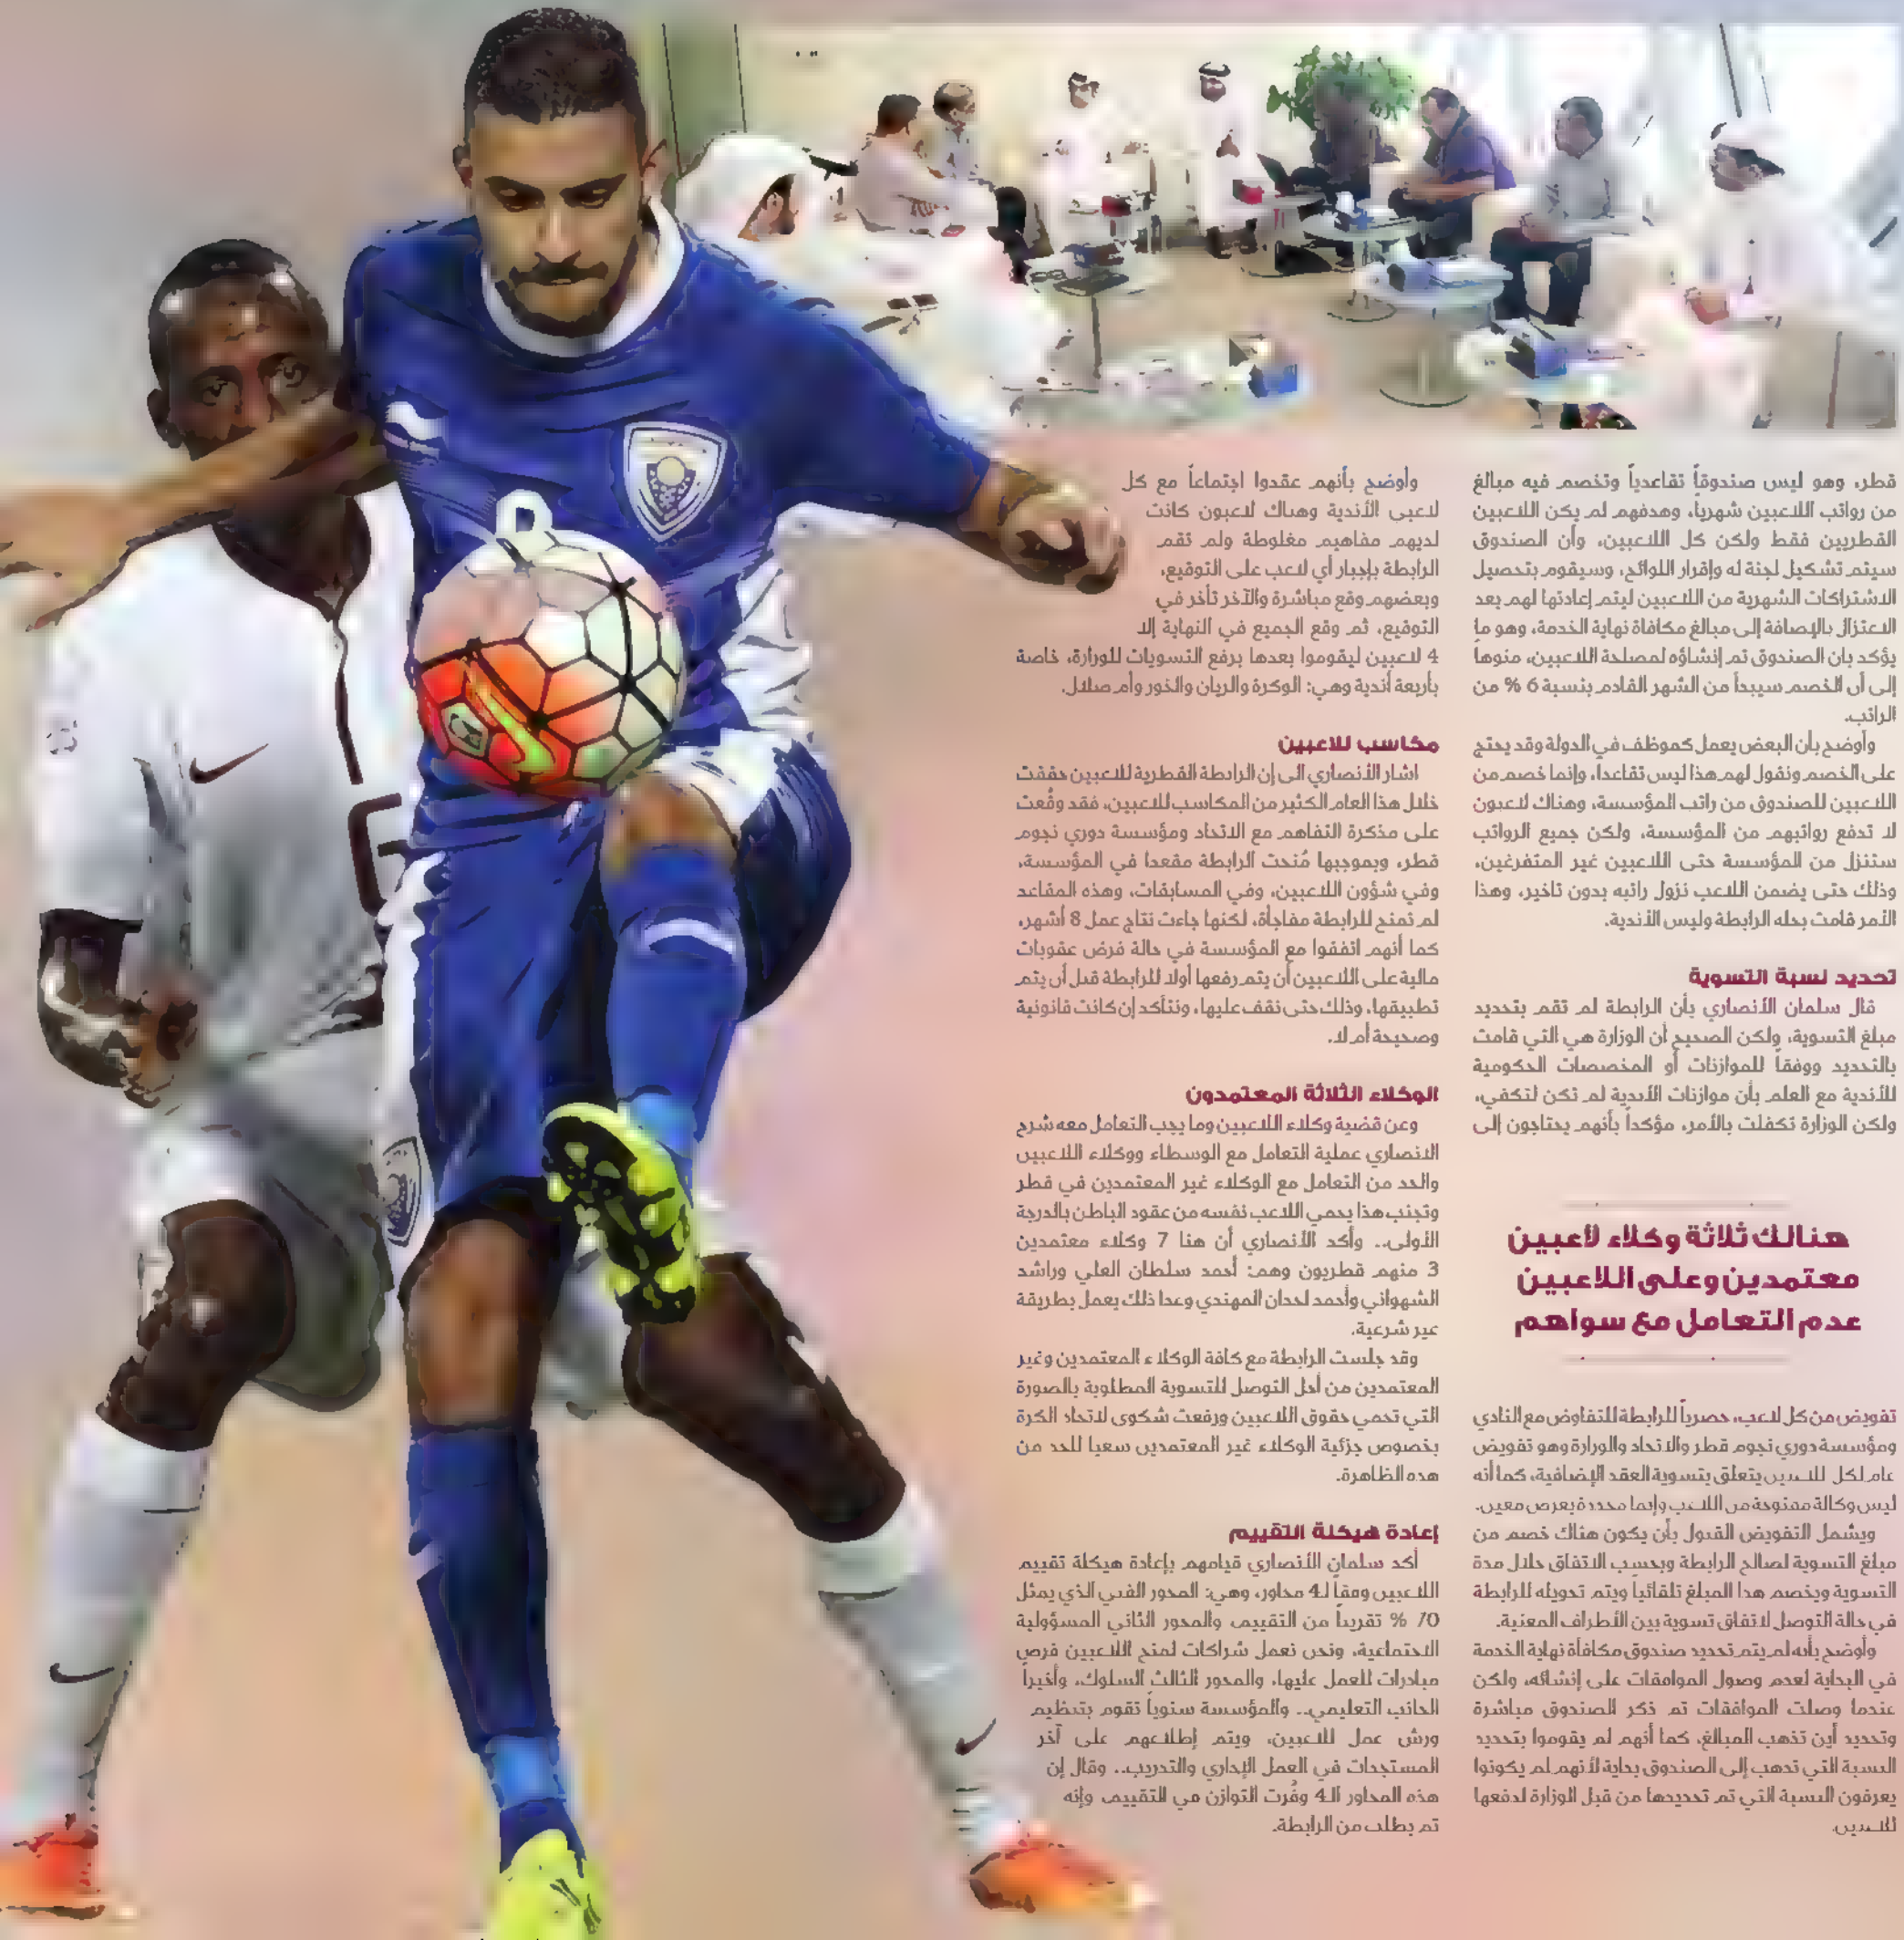 قطر، وهو ليس صندوقاً تقاعدياً وتخصم فيه مبالغ
من رواتب اللاعبين شهرياً، وهدفهم لم يكن اللاعبين
القطريين فقط ولكن كل اللاعبين، وأن الصندوق
سيتم تشكيل لجنة له وإقرار اللوائح، وسيقوم بتحصيل
الاشتراكات الشهرية من اللاعبين ليتم إعادتها لهم بعد
الاعتزال بالإضافة إلى مبالغ مكافأة نهاية الخدمة، وهو ما
يؤكد بان الصندوق تم إنشاؤه لمصلحة اللاعبين، منوهاً
إلى أن الخصم سيبدأ من الشهر القادم بنسبة 6 % من
الراتب.
وأوضح بأن البعض يعمل كموظف في الدولة وقد يحتج
على الخصم ونقول لهم هذا ليس تقاعدا، وإنما خصم من
اللاعبين للصندوق من راتب المؤسسة، وهناك لاعبون
لا تدفع رواتبهم من المؤسسة، ولكن جميع الرواتب
ستنزل من المؤسسة حتى اللاعبين غير المتفرغين،
وذلك حتى يضمن اللاعب نزول راتبه بدون تاخير، وهذا
الأمر قامت بحله الرابطة وليس الأندية.
تحديد نسبة التسوية
قال سلمان الأنصاري بأن الرابطة لم تقم بتحديد
مبلغ التسوية، ولكن الصحيح أن الوزارة هي التي قامت
بالتحديد ووفقاً للموازنات أو المخصصات الحكومية
للأندية مع العلم بأن موازنات الأندية لم تكن لتكفي،
ولكن الوزارة تكفلت بالأمر، مؤكداً بأنهم يحتاجون إلى
هنالك ثلاثة وكلاء لاعبين
معتمدين وعلى اللاعبين
عدم التعامل مع سواهم
تفويض من كل لاعب، حصرياً للرابطة للتفاوض مع النادي
ومؤسسة دوري نجوم قطر والاتحاد والوزارة وهو تفويض
عام لكل للاعبين يتعلق بتسوية العقد الإضافية، كما أنه
ليس وكالة مفتوحة من اللاعب وإنما محددة بغرض معين.
ويشمل التفويض القبول بأن يكون هناك خصم من
مبلغ التسوية لصالح الرابطة وبحسب الاتفاق خلال مدة
التسوية ويخصم هذا المبلغ تلقائياً ويتم تحويله للرابطة
في حالة التوصل لاتفاق تسوية بين الأطراف المعنية.
وأوضح بأنه لم يتم تحديد صندوق مكافأة نهاية الخدمة
في البداية لعدم وصول الموافقات على إنشائه، ولكن
عندما وصلت الموافقات تم ذكر الصندوق مباشرة
وتحديد أين تذهب المبالغ، كما أنهم لم يقوموا بتحديد
النسبة التي تذهب إلى الصندوق بداية لأنهم لم يكونوا
يعرفون النسبة التي تم تحديدها من قبل الوزارة لدفعها
للاعبين.
وأوضح بأنهم عقدوا اجتماعاً مع كل
لاعبي الأندية وهناك لاعبون كانت
لديهم مفاهيم مغلوطة ولم تقم
الرابطة بإجبار أي لاعب على التوقيع،
وبعضهم وقع مباشرة والآخر تأخر في
التوقيع، ثم وقع الجميع في النهاية إلا
4 لاعبين ليقوموا بعدها برفع التسويات للوزارة، خاصة
بأربعة أندية وهي: الوكرة والريان والخور وأم صلال.
مكاسب للاعبين
اشار الأنصاري الى إن الرابطة القطرية للاعبين حققت
خلال هذا العام الكثير من المكاسب للاعبين، فقد وقّعت
على مذكرة التفاهم مع الاتحاد ومؤسسة دوري نجوم
قطر، وبموجبها مُنحت الرابطة مقعدا في المؤسسة،
وفي شؤون اللاعبين، وفي المسابقات، وهذه المقاعد
لم تمنح للرابطة مفاجأة، لكنها جاءت نتاج عمل 8 أشهر،
كما أنهم اتفقوا مع المؤسسة في حالة فرض عقوبات
مالية على اللاعبين أن يتم رفعها أولا للرابطة قبل أن يتم
تطبيقها، وذلك حتى نقف عليها، ونتأكد إن كانت قانونية
وصحيحة أم لا.
الوكلاء الثلاثة المعتمدون
وعن قضية وكلاء اللاعبين وما يجب التعامل معه شرح
الانصاري عملية التعامل مع الوسطاء ووكلاء اللاعبين
والحد من التعامل مع الوكلاء غير المعتمدين في قطر
وتجنب هذا يحمي اللاعب نفسه من عقود الباطن بالدرجة
الأولى.. وأكد الأنصاري أن هنا 7 وكلاء معتمدين
3 منهم قطريون وهم: أحمد سلطان العلي وراشد
الشهواني وأحمد لحدان المهندي وعدا ذلك يعمل بطريقة
غير شرعية.
وقد جلست الرابطة مع كافة الوكلاء المعتمدين وغير
المعتمدين من أجل التوصل للتسوية المطلوبة بالصورة
التي تحمي حقوق اللاعبين ورفعت شكوى لاتحاد الكرة
بخصوص جزئية الوكلاء غير المعتمدين سعيا للحد من
هذه الظاهرة.
إعادة هيكلة التقييم
أكد سلمان الأنصاري قيامهم بإعادة هيكلة تقييم
اللاعبين وفقاً لـ4 محاور، وهي: المحور الفني الذي يمثل
70 % تقريباً من التقييم، والمحور الثاني المسؤولية
الاجتماعية، ونحن نعمل شراكات لمنح اللاعبين فرص
مبادرات للعمل عليها، والمحور الثالث السلوك، وأخيراً
الجانب التعليمي.. والمؤسسة سنوياً تقوم بتنظيم
ورش عمل للاعبين، ويتم إطلاعهم على آخر
المستجدات في العمل الإداري والتدريب.. وقال إن
هذه المحاور الـ4 وفّرت التوازن في التقييم، وإنه
تم بطلب من الرابطة.